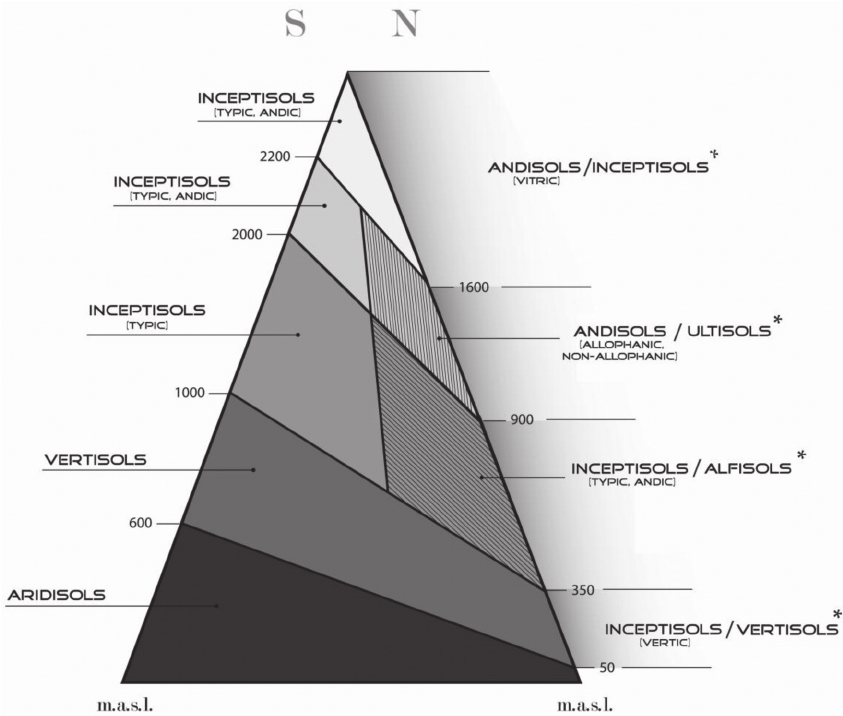 S N
INCEPTISOLS
(TYPIC, ANDIC)
2200
INCEPTISOLS
(TYPIC, ANDIC)
2000
INCEPTISOLS
(TYPIC)
1000
VERTISOLS
600
ARIDISOLS
m.a.s.l.
ANDISOLS/INCEPTISOLS+
(VITRIC)
1600
ANDISOLS / ULTISOLS*
(ALLOPHANIC,
NON-ALLOPHANIC)
900
INCEPTISOLS/ALFISOLS*
(TYPIC, ANDIC)
350
INCEPTISOLS/VERTISOLS*
(VERTIC)
50
m.a.s.l.